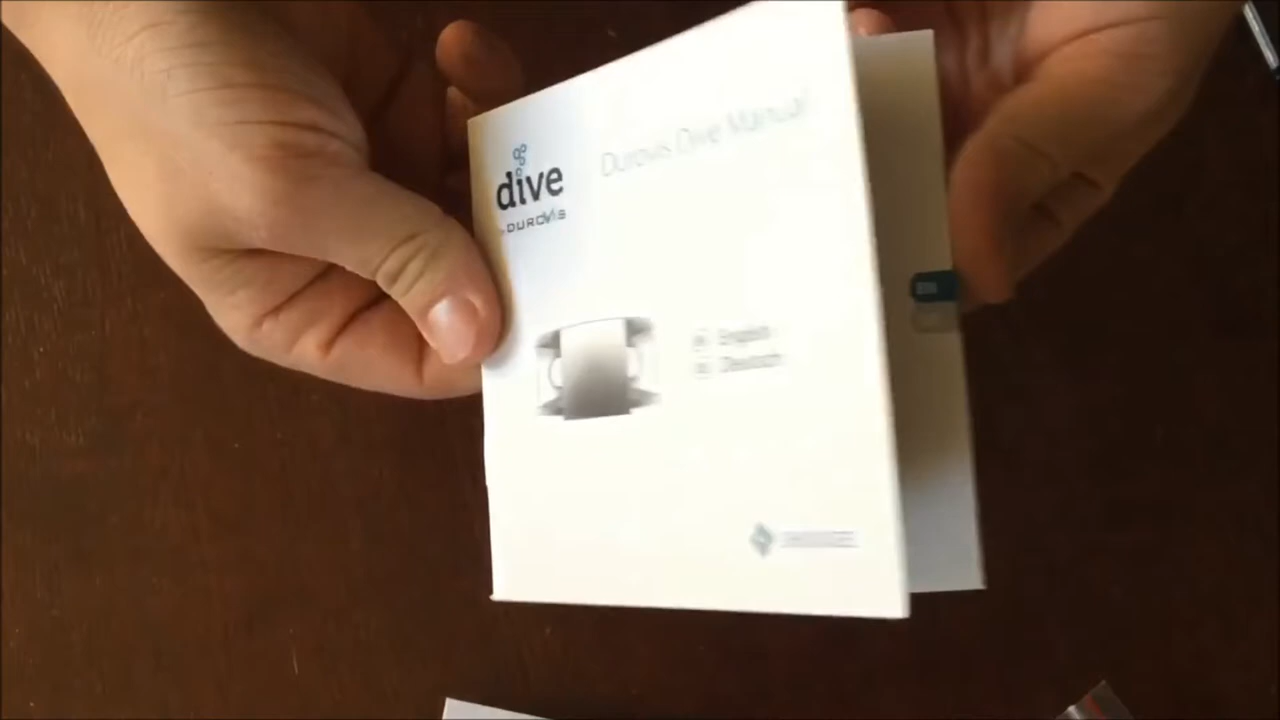 dive
DUROVIS
Durovis Dive Manual
English
Deutsch